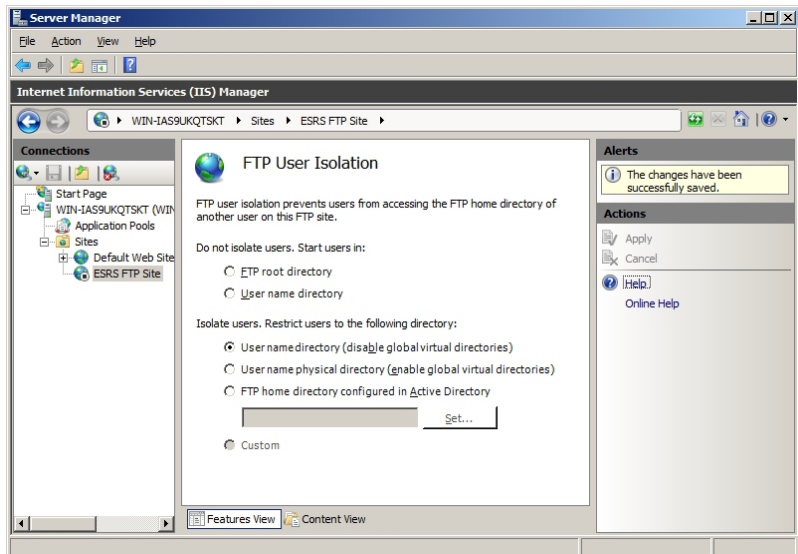 Server Manager
File Action View Help
Internet Information Services (IIS) Manager
WIN-IAS9UKQTSKT Sites ESRS FTP Site
Connections
Start Page
WIN-IAS9UKQTSKT (WIN
Application Pools
Sites
Default Web Site
ESRS FTP Site
FTP User Isolation
FTP user isolation prevents users from accessing the FTP home directory of
another user on this FTP site.
Do not isolate users. Start users in:
FTP root directory
User name directory
Isolate users. Restrict users to the following directory:
User name directory (disable global virtual directories)
User name physical directory (enable global virtual directories)
FTP home directory configured in Active Directory
Set...
Custom
Features View Content View
Alerts
The changes have been
successfully saved.
Actions
Apply
Cancel
Help
Online Help